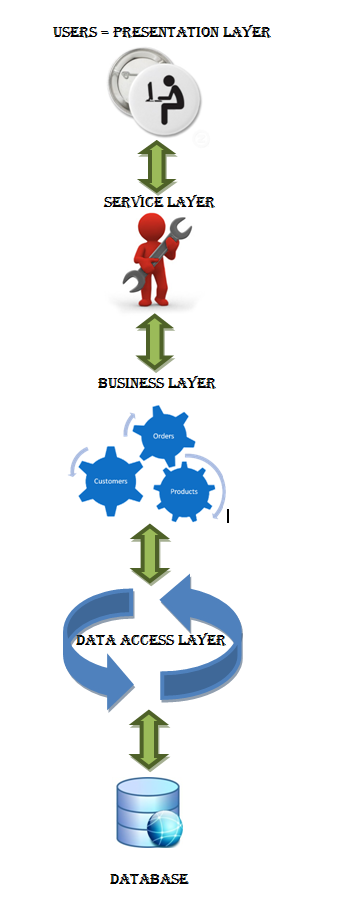 USERS = PRESENTATION LAYER
SERVICE LAYER
BUSINESS LAYER
Orders
Customers
Products
DATA ACCESS LAYER
DATABASE